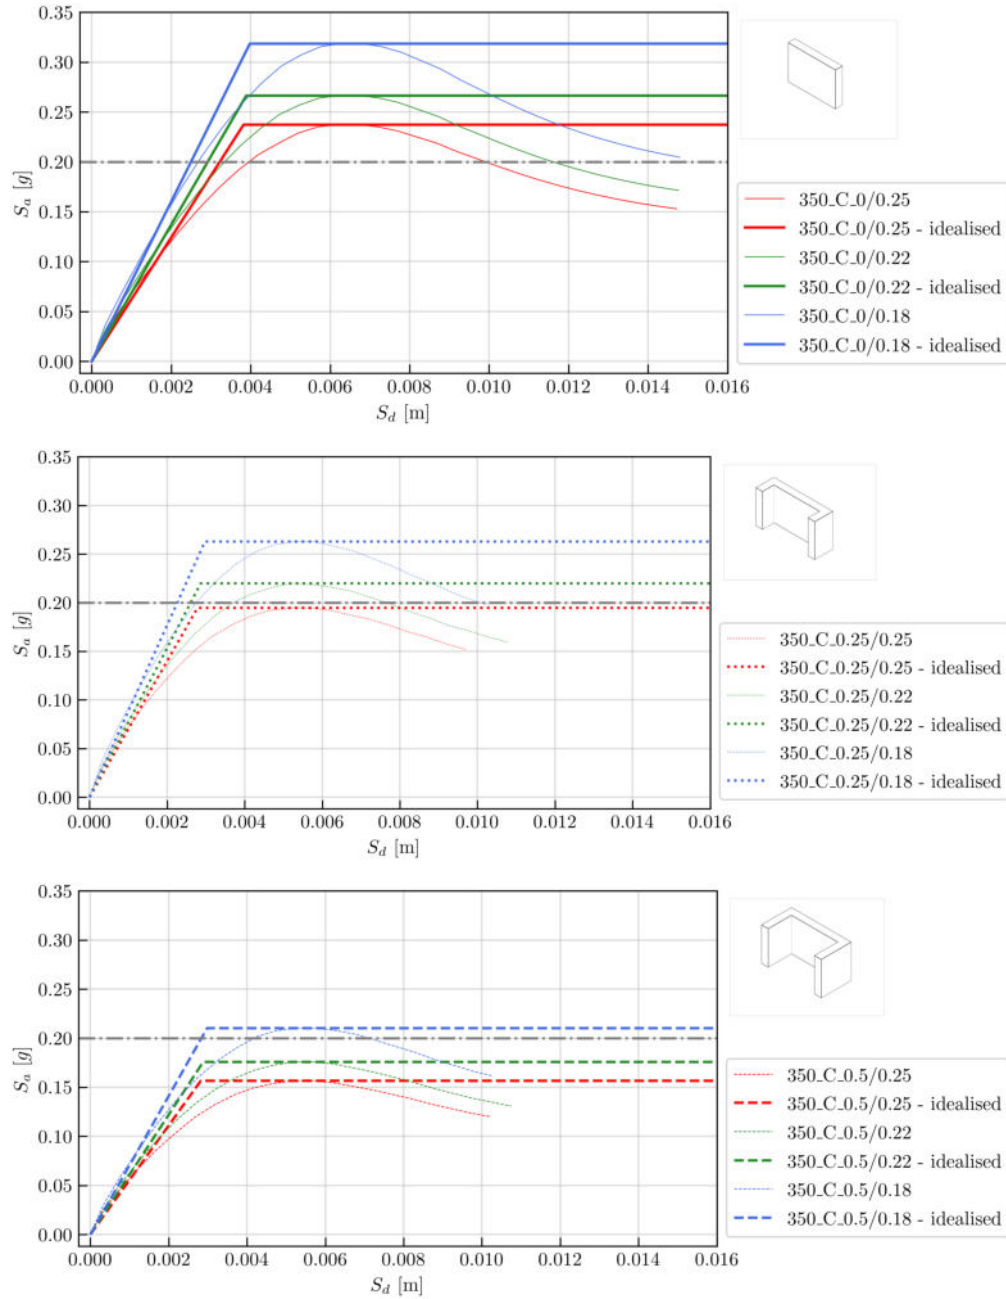 0.35
0.30
0.25
0.20
0.15
0.10
0.05
0.00
S_a [g]
0.000 0.002 0.004 0.006 0.008 0.010 0.012 0.014 0.016
S_d [m]
350_C_0/0.25
350_C_0/0.25 - idealised
350_C_0/0.22
350_C_0/0.22 - idealised
350_C_0/0.18
350_C_0/0.18 - idealised
0.35
0.30
0.25
0.20
0.15
0.10
0.05
0.00
S_a [g]
0.000 0.002 0.004 0.006 0.008 0.010 0.012 0.014 0.016
S_d [m]
350_C_0.25/0.25
350_C_0.25/0.25 - idealised
350_C_0.25/0.22
350_C_0.25/0.22 - idealised
350_C_0.25/0.18
350_C_0.25/0.18 - idealised
0.35
0.30
0.25
0.20
0.15
0.10
0.05
0.00
S_a [g]
0.000 0.002 0.004 0.006 0.008 0.010 0.012 0.014 0.016
S_d [m]
350_C_0.5/0.25
350_C_0.5/0.25 - idealised
350_C_0.5/0.22
350_C_0.5/0.22 - idealised
350_C_0.5/0.18
350_C_0.5/0.18 - idealised